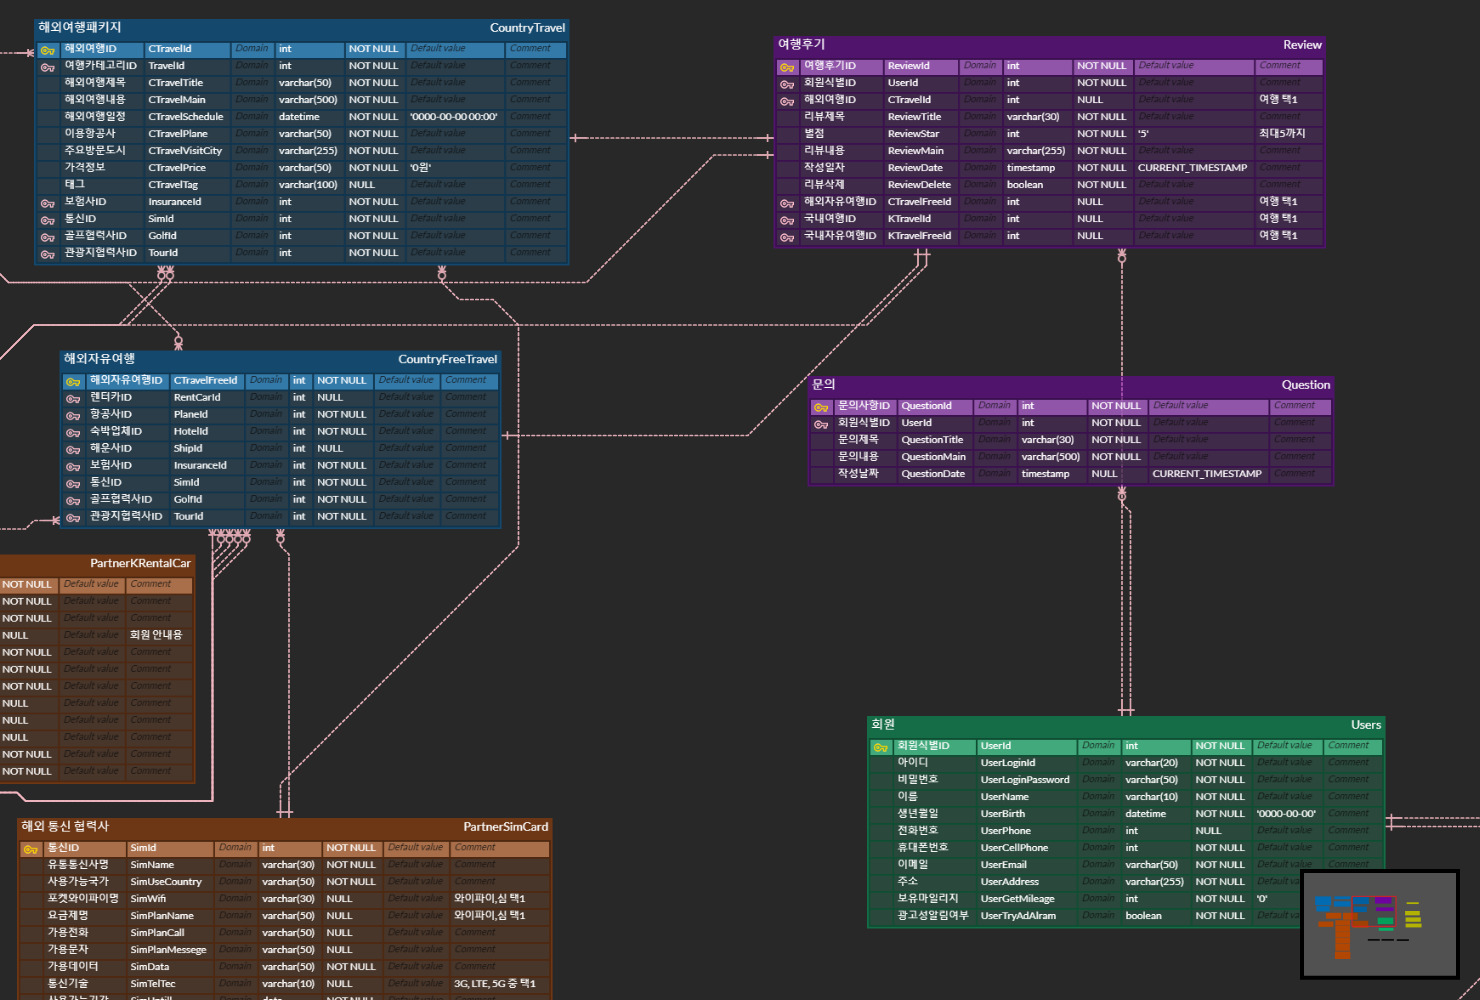 해외여행패키지 CountryTravel
해외여행ID CTravelId Domain int NOT NULL Default value Comment
여행카테고리ID TravelId Domain int NOT NULL Default value Comment
해외여행제목 CTravelTitle Domain varchar(50) NOT NULL Default value Comment
해외여행내용 CTravelMain Domain varchar(500) NOT NULL Default value Comment
해외여행일정 CTravelSchedule Domain datetime NOT NULL '0000-00-00 00:00' Comment
이용항공사 CTravelPlane Domain varchar(50) NOT NULL Default value Comment
주요방문도시 CTravelVisitCity Domain varchar(255) NOT NULL Default value Comment
가격정보 CTravelPrice Domain varchar(50) NOT NULL '0원' Comment
태그 CTravelTag Domain varchar(100) NULL Default value Comment
보험사ID InsuranceId Domain int NOT NULL Default value Comment
통신ID SimId Domain int NOT NULL Default value Comment
골프협력사ID GolfId Domain int NOT NULL Default value Comment
관광지협력사ID TourId Domain int NOT NULL Default value Comment
여행후기 Review
여행후기ID ReviewId Domain int NOT NULL Default value Comment
회원식별ID UserId Domain int NOT NULL Default value Comment
해외여행ID CTravelId Domain int NULL Default value 여행 택1
리뷰제목 ReviewTitle Domain varchar(30) NOT NULL Default value Comment
별점 ReviewStar Domain int NOT NULL '5' 최대5까지
리뷰내용 ReviewMain Domain varchar(255) NOT NULL Default value Comment
작성일자 ReviewDate Domain timestamp NOT NULL CURRENT_TIMESTAMP Comment
리뷰삭제 ReviewDelete Domain boolean NOT NULL Default value Comment
해외자유여행ID CTravelFreeId Domain int NULL Default value 여행 택1
국내여행ID KTravelId Domain int NULL Default value 여행 택1
국내자유여행ID KTravelFreeId Domain int NULL Default value 여행 택1
해외자유여행 CountryFreeTravel
해외자유여행ID CTravelFreeId Domain int NOT NULL Default value Comment
렌터카ID RentCarId Domain int NULL Default value Comment
항공사ID PlaneId Domain int NOT NULL Default value Comment
숙박업체ID HotelId Domain int NOT NULL Default value Comment
해운사ID ShipId Domain int NULL Default value Comment
보험사ID InsuranceId Domain int NOT NULL Default value Comment
통신ID SimId Domain int NOT NULL Default value Comment
골프협력사ID GolfId Domain int NOT NULL Default value Comment
관광지협력사ID TourId Domain int NOT NULL Default value Comment
문의 Question
문의사항ID QuestionId Domain int NOT NULL Default value Comment
회원식별ID UserId Domain int NOT NULL Default value Comment
문의제목 QuestionTitle Domain varchar(30) NOT NULL Default value Comment
문의내용 QuestionMain Domain varchar(500) NOT NULL Default value Comment
작성날짜 QuestionDate Domain timestamp NULL CURRENT_TIMESTAMP Comment
PartnerKRentalCar
NOT NULL Default value Comment
NOT NULL Default value Comment
NOT NULL Default value Comment
NULL Default value 회원 안내용
NOT NULL Default value Comment
NOT NULL Default value Comment
NOT NULL Default value Comment
NULL Default value Comment
NULL Default value Comment
NULL Default value Comment
NOT NULL Default value Comment
NOT NULL Default value Comment
회원 Users
회원식별ID UserId Domain int NOT NULL Default value Comment
아이디 UserLoginId Domain varchar(20) NOT NULL Default value Comment
비밀번호 UserLoginPassword Domain varchar(50) NOT NULL Default value Comment
이름 UserName Domain varchar(10) NOT NULL Default value Comment
생년월일 UserBirth Domain datetime NOT NULL '0000-00-00' Comment
전화번호 UserPhone Domain int NULL Default value Comment
휴대폰번호 UserCellPhone Domain int NOT NULL Default value Comment
이메일 UserEmail Domain varchar(50) NOT NULL Default value Comment
주소 UserAddress Domain varchar(255) NOT NULL Default
보유마일리지 UserGetMileage Domain int NOT NULL '0'
광고성알림여부 UserTryAdAlram Domain boolean NOT NULL Default
해외 통신 협력사 PartnerSimCard
통신ID SimId Domain int NOT NULL Default value Comment
유통통신사명 SimName Domain varchar(30) NOT NULL Default value Comment
사용가능국가 SimUseCountry Domain varchar(50) NOT NULL Default value Comment
포켓와이파이명 SimWifi Domain varchar(30) NULL Default value 와이파이,심 택1
요금제명 SimPlanName Domain varchar(50) NULL Default value 와이파이,심 택1
가용전화 SimPlanCall Domain varchar(50) NULL Default value Comment
가용문자 SimPlanMessege Domain varchar(50) NULL Default value Comment
가용데이터 SimData Domain varchar(50) NOT NULL Default value Comment
통신기술 SimTelTec Domain varchar(10) NULL Default value 3G, LTE, 5G 중 택1